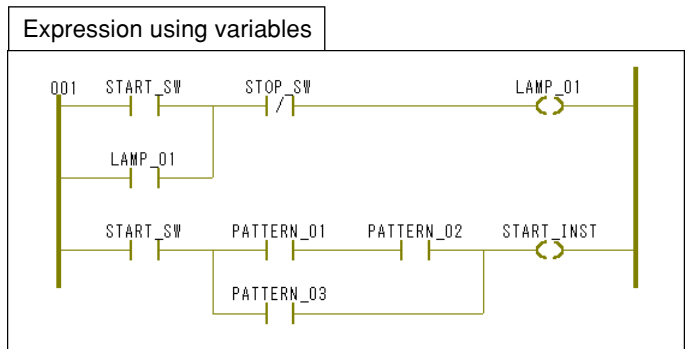 Expression using variables
001 START_SW STOP_SW LAMP_01
LAMP_01
START_SW PATTERN_01 PATTERN_02 START_INST
PATTERN_03